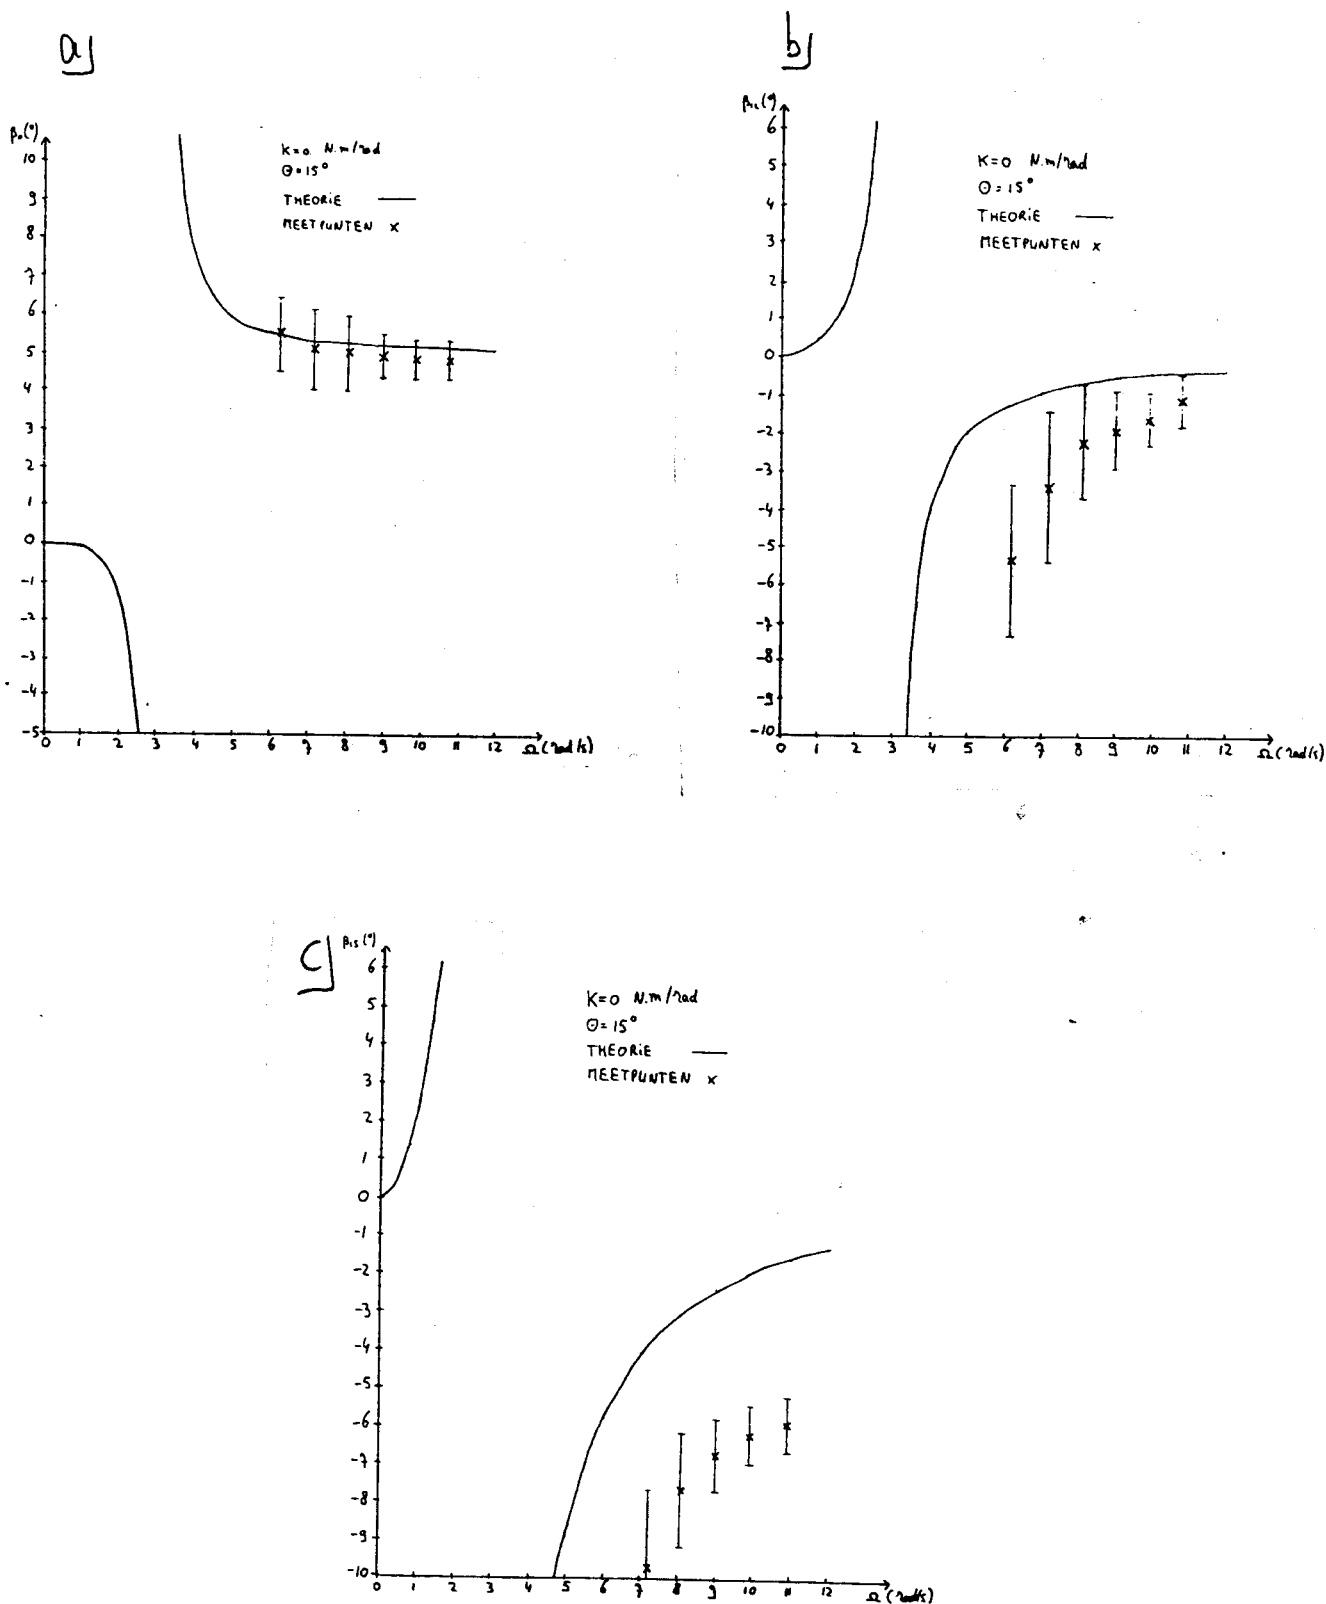 a)
β₀(°)
K=0 N.m/rad
Θ=15°
THEORIE
MEETPUNTEN x
10
9
8
7
6
5
4
3
2
1
0
-1
-2
-3
-4
-5
0 1 2 3 4 5 6 7 8 9 10 11 12 Ω(rad/s)
b)
β₁c(°)
K=0 N.m/rad
Θ=15°
THEORIE
MEETPUNTEN x
6
5
4
3
2
1
0
-1
-2
-3
-4
-5
-6
-7
-8
-9
-10
0 1 2 3 4 5 6 7 8 9 10 11 12 Ω(rad/s)
c)
β₁s(°)
K=0 N.m/rad
Θ=15°
THEORIE
MEETPUNTEN x
6
5
4
3
2
1
0
-1
-2
-3
-4
-5
-6
-7
-8
-9
-10
0 1 2 3 4 5 6 7 8 9 10 11 12 Ω(rad/s)